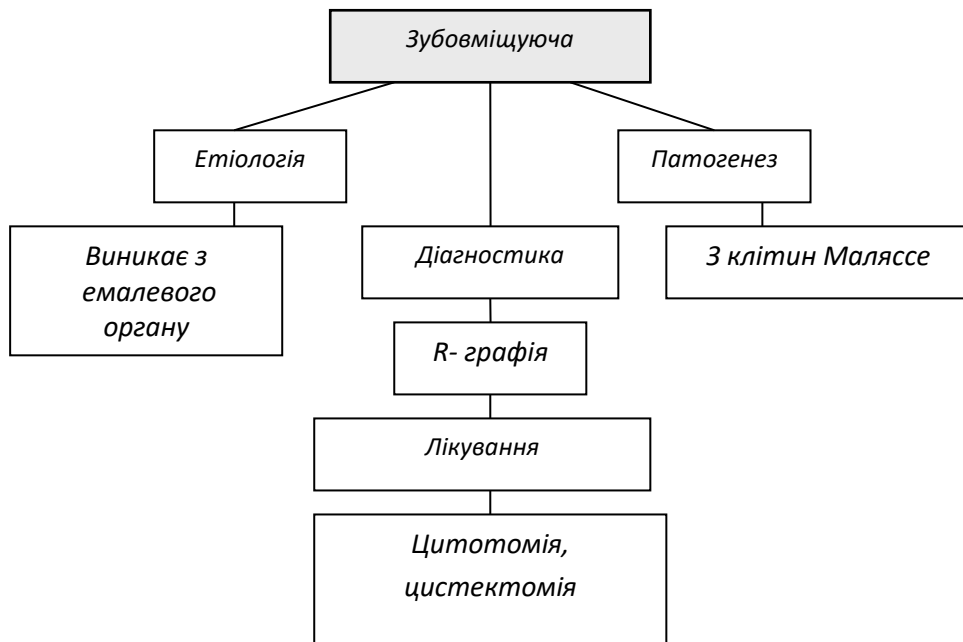 Зубовміщуюча
Етіологія
Патогенез
Виникає з
емалевого
органу
Діагностика
З клітин Маляссе
R- графія
Лікування
Цитотомія,
цистектомія